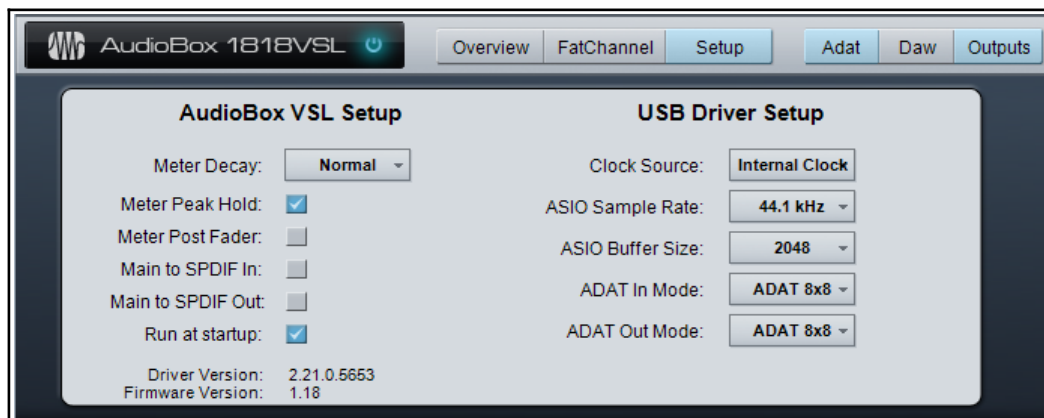 AudioBox 1818VSL
Overview FatChannel Setup Adat Daw Outputs
AudioBox VSL Setup
Meter Decay: Normal
Meter Peak Hold:
Meter Post Fader:
Main to SPDIF In:
Main to SPDIF Out:
Run at startup:
Driver Version: 2.21.0.5653
Firmware Version: 1.18
USB Driver Setup
Clock Source: Internal Clock
ASIO Sample Rate: 44.1 kHz
ASIO Buffer Size: 2048
ADAT In Mode: ADAT 8x8
ADAT Out Mode: ADAT 8x8